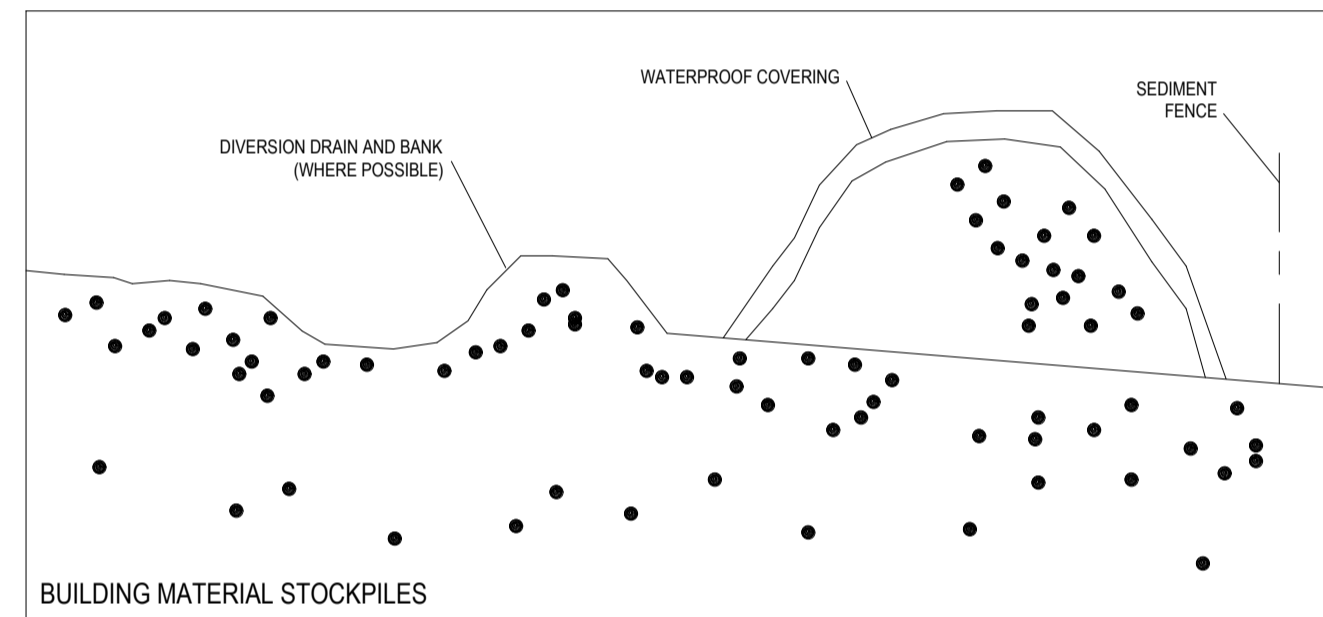 WATERPROOF COVERING
SEDIMENT
FENCE
DIVERSION DRAIN AND BANK
(WHERE POSSIBLE)
BUILDING MATERIAL STOCKPILES